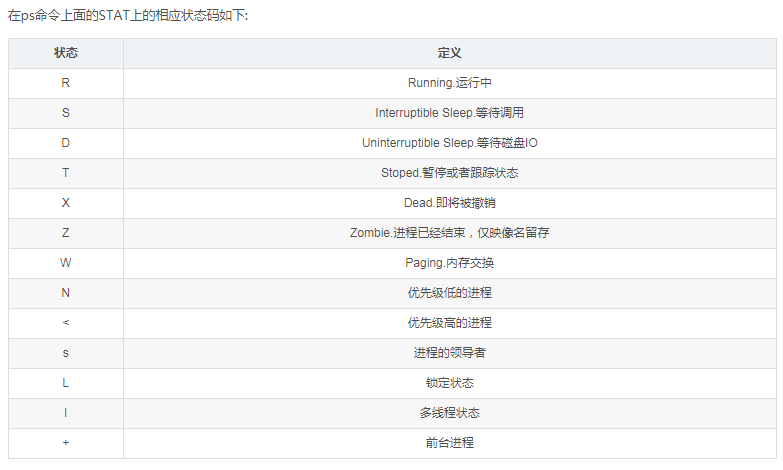 在ps命令上面的STAT上的相应状态码如下:
状态 定义
R Running.运行中
S Interruptible Sleep.等待调用
D Uninterruptible Sleep.等待磁盘IO
T Stoped.暂停或者跟踪状态
X Dead.即将被撤销
Z Zombie.进程已经结束，仅映像名留存
W Paging.内存交换
N 优先级低的进程
< 优先级高的进程
s 进程的领导者
L 锁定状态
l 多线程状态
+ 前台进程